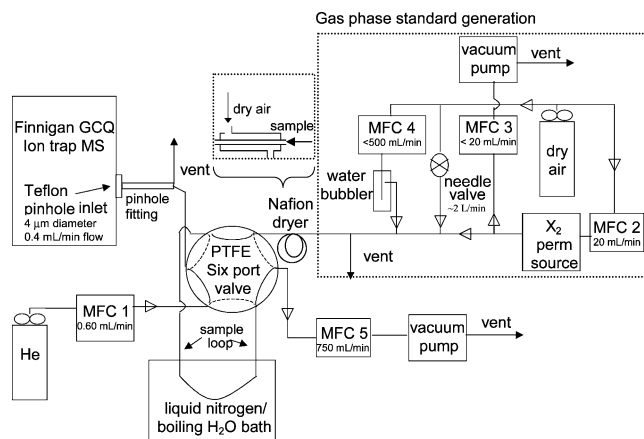 Gas phase standard generation
vacuum
pump
vent
Finnigan GCQ
Ion trap MS
Teflon
pinhole inlet
4 µm diameter
0.4 mL/min flow
pinhole
fitting
vent
dry air
sample
Nafion
dryer
MFC 4
<500 mL/min
MFC 3
< 20 mL/min
dry
air
water
bubbler
needle
valve
~2 L/min
X₂
perm
source
MFC 2
20 mL/min
vent
PTFE
Six port
valve
MFC 1
0.60 mL/min
He
sample
loop
MFC 5
750 mL/min
vacuum
pump
vent
liquid nitrogen/
boiling H₂O bath